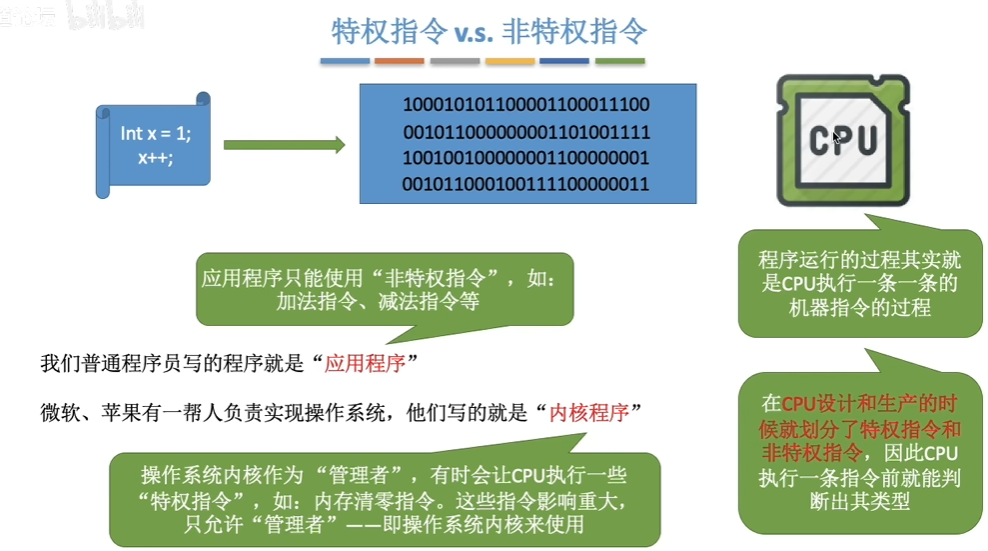 bilibili
特权指令 v.s. 非特权指令
Int x = 1;
x++;
100010101100001100011100
001011000000001101001111
100100100000001100000001
001011000100111100000011
CPU
程序运行的过程其实就
是CPU执行一条一条的
机器指令的过程
应用程序只能使用“非特权指令”，如：
加法指令、减法指令等
我们普通程序员写的程序就是“应用程序”
微软、苹果有一帮人负责实现操作系统，他们写的就是“内核程序”
在CPU设计和生产的时
候就划分了特权指令和
非特权指令，因此CPU
执行一条指令前就能判
断出其类型
操作系统内核作为 “管理者”，有时会让CPU执行一些
“特权指令”，如：内存清零指令。这些指令影响重大，
只允许“管理者”——即操作系统内核来使用